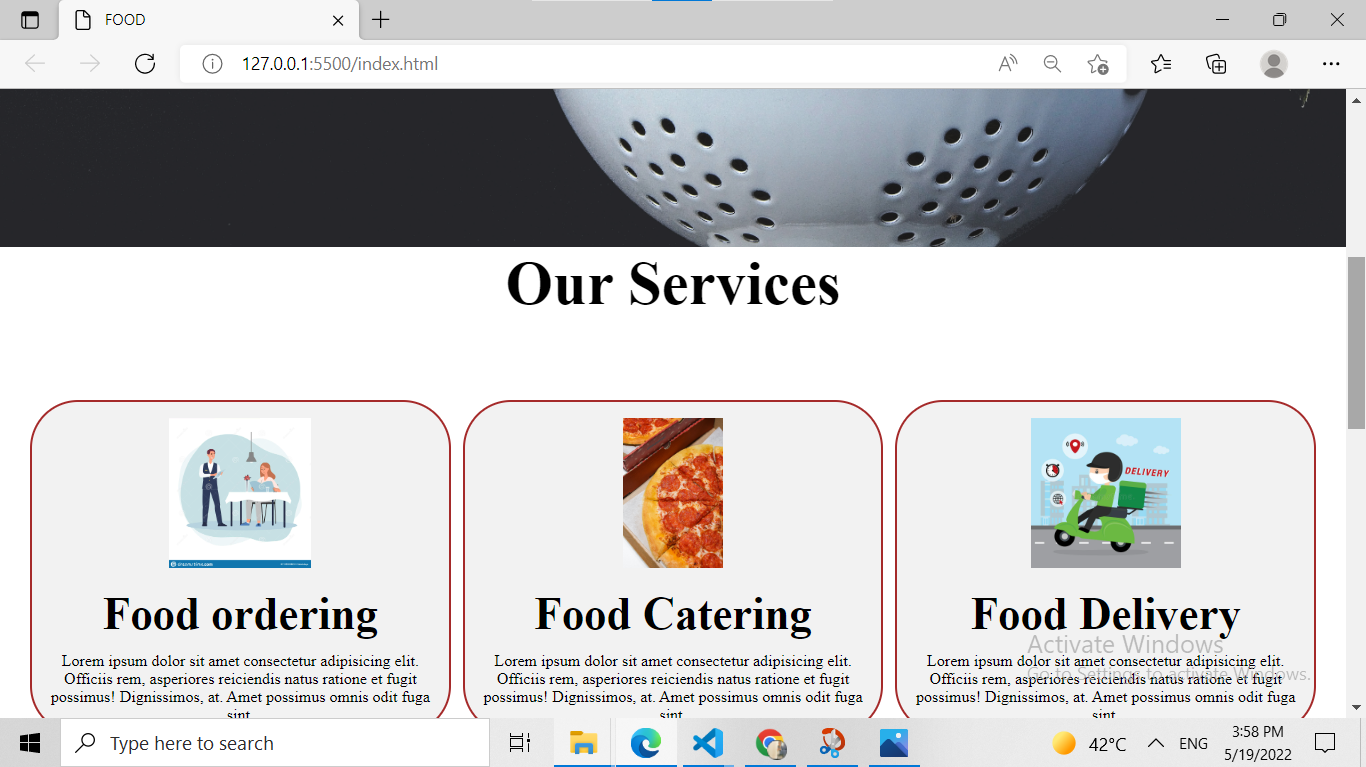 FOOD
127.0.0.1:5500/index.html
Our Services
DELIVERY
Food ordering
Lorem ipsum dolor sit amet consectetur adipisicing elit.
Officiis rem, asperiores reiciendis natus ratione et fugit
possimus! Dignissimos, at. Amet possimus omnis odit fuga
sint
Food Catering
Lorem ipsum dolor sit amet consectetur adipisicing elit.
Officiis rem, asperiores reiciendis natus ratione et fugit
possimus! Dignissimos, at. Amet possimus omnis odit fuga
sint
Food Delivery
Lorem ipsum dolor sit amet consectetur adipisicing elit.
Officiis rem, asperiores reiciendis natus ratione et fugit
possimus! Dignissimos, at. Amet possimus omnis odit fuga
sint
Activate Windows
Go to Settings to activate Windows.
Type here to search
42°C
ENG
3:58 PM
5/19/2022